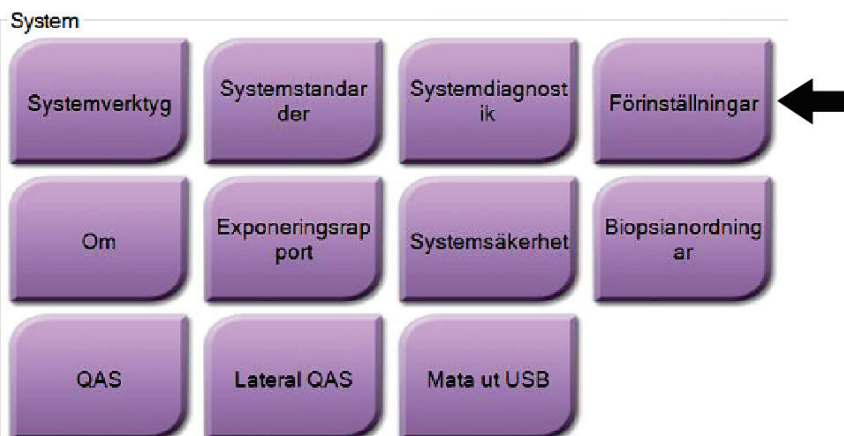 System
Systemverktyg
Systemstandar
der
Systemdiagnost
ik
Förinställningar
Om
Exponeringsrap
port
Systemsäkerhet
Biopsianordning
ar
QAS
Lateral QAS
Mata ut USB